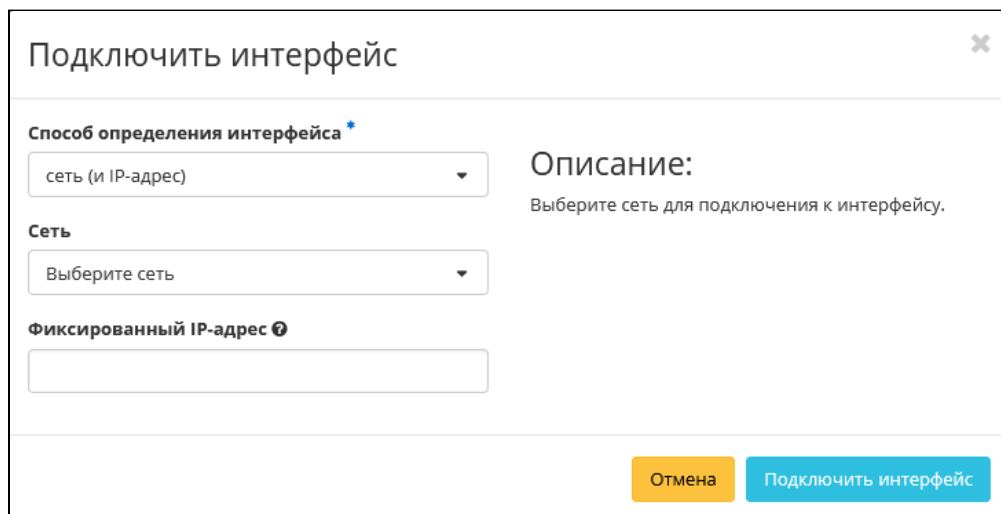 Подключить интерфейс
Способ определения интерфейса *
сеть (и IP-адрес)
Сеть
Выберите сеть
Фиксированный IP-адрес
Описание:
Выберите сеть для подключения к интерфейсу.
Отмена
Подключить интерфейс